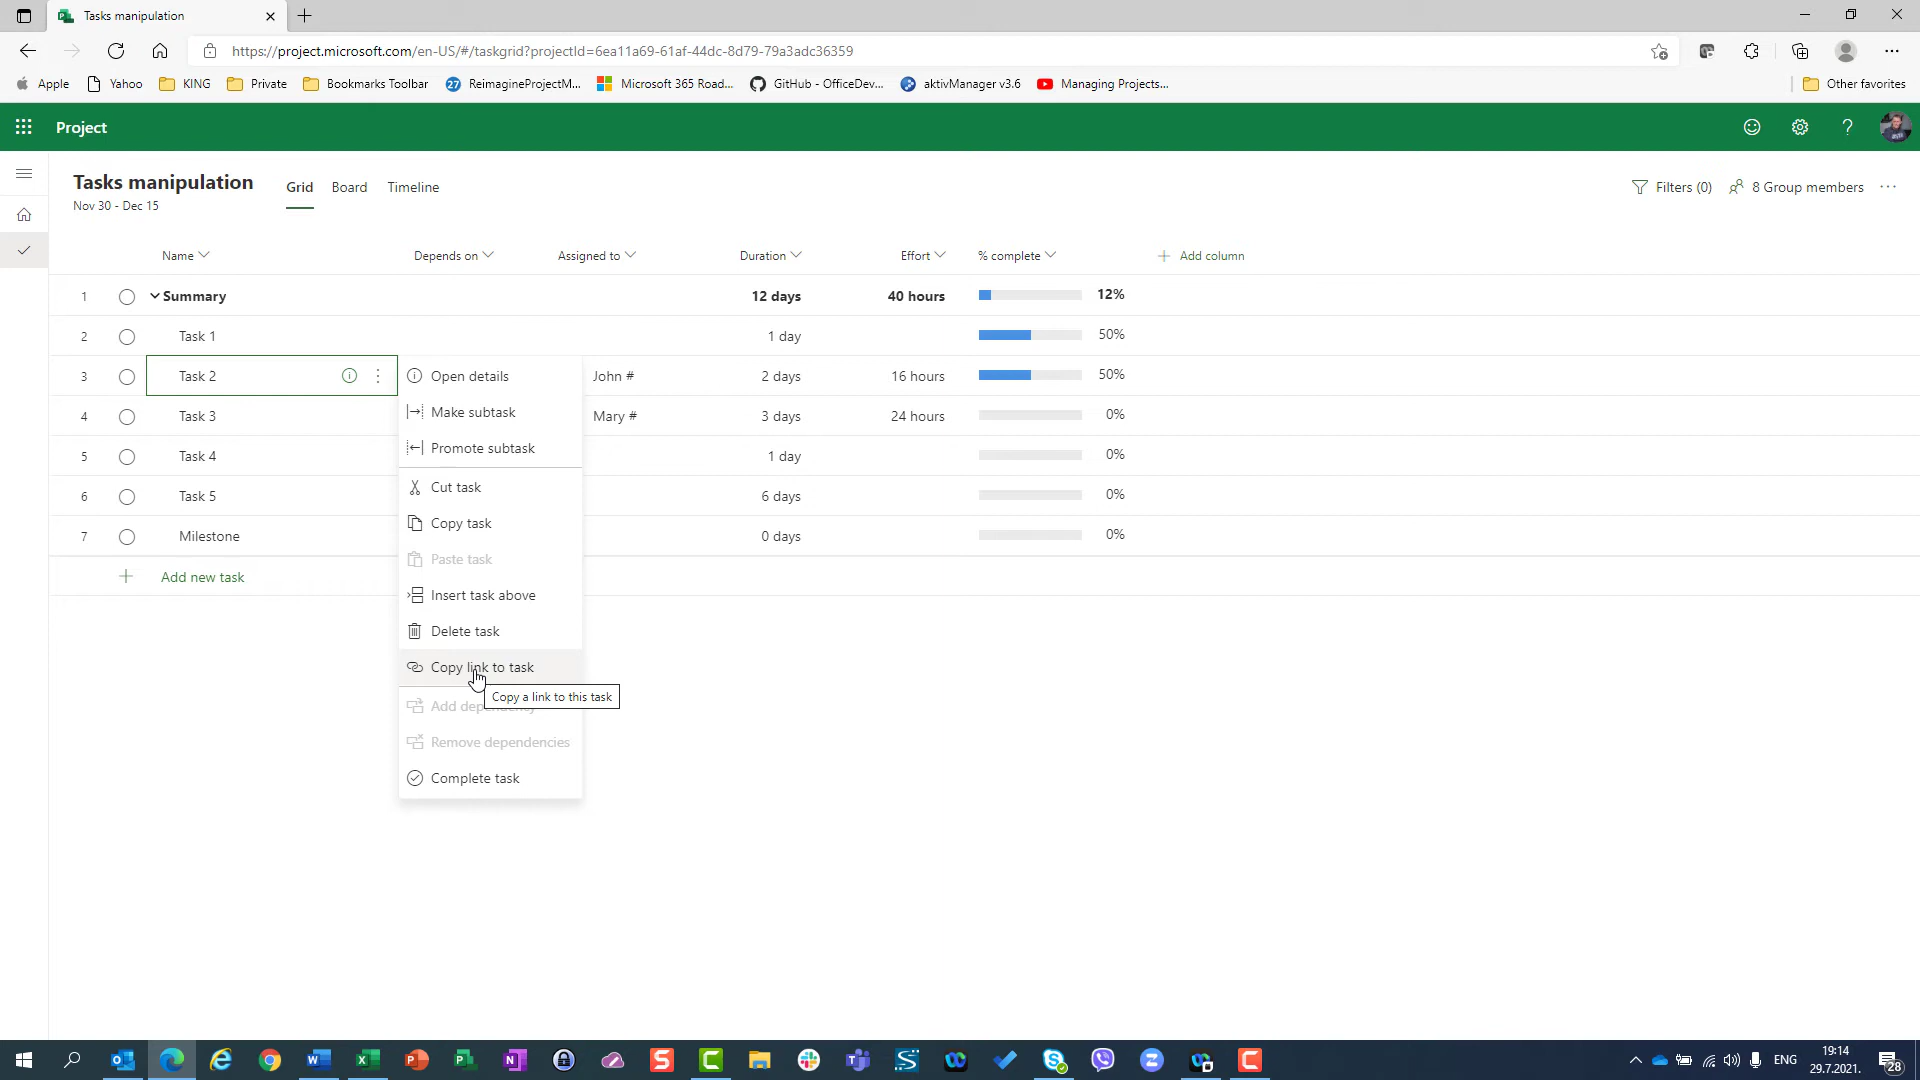 Tasks manipulation
https://project.microsoft.com/en-US/#/taskgrid?projectId=6ea11a69-61af-44dc-8d79-79a3adc36359
Apple Yahoo KING Private Bookmarks Toolbar 27 ReimagineProjectM... Microsoft 365 Road... GitHub - OfficeDev... aktivManager v3.6 Managing Projects... Other favorites
Project ?
Tasks manipulation Grid Board Timeline Filters (0) 8 Group members ...
Nov 30 - Dec 15
Name Depends on Assigned to Duration Effort % complete Add column
1 Summary 12 days 40 hours 12%
2 Task 1 1 day 50%
3 Task 2 Open details John # 2 days 16 hours 50%
Make subtask
4 Task 3 Mary # 3 days 24 hours 0%
Promote subtask
5 Task 4 1 day 0%
Cut task
6 Task 5 6 days 0%
Copy task
7 Milestone 0 days 0%
Paste task
Add new task
Insert task above
Delete task
Copy link to task
Copy a link to this task
Add dependency
Remove dependencies
Complete task
ENG 19:14
29.7.2021. 28